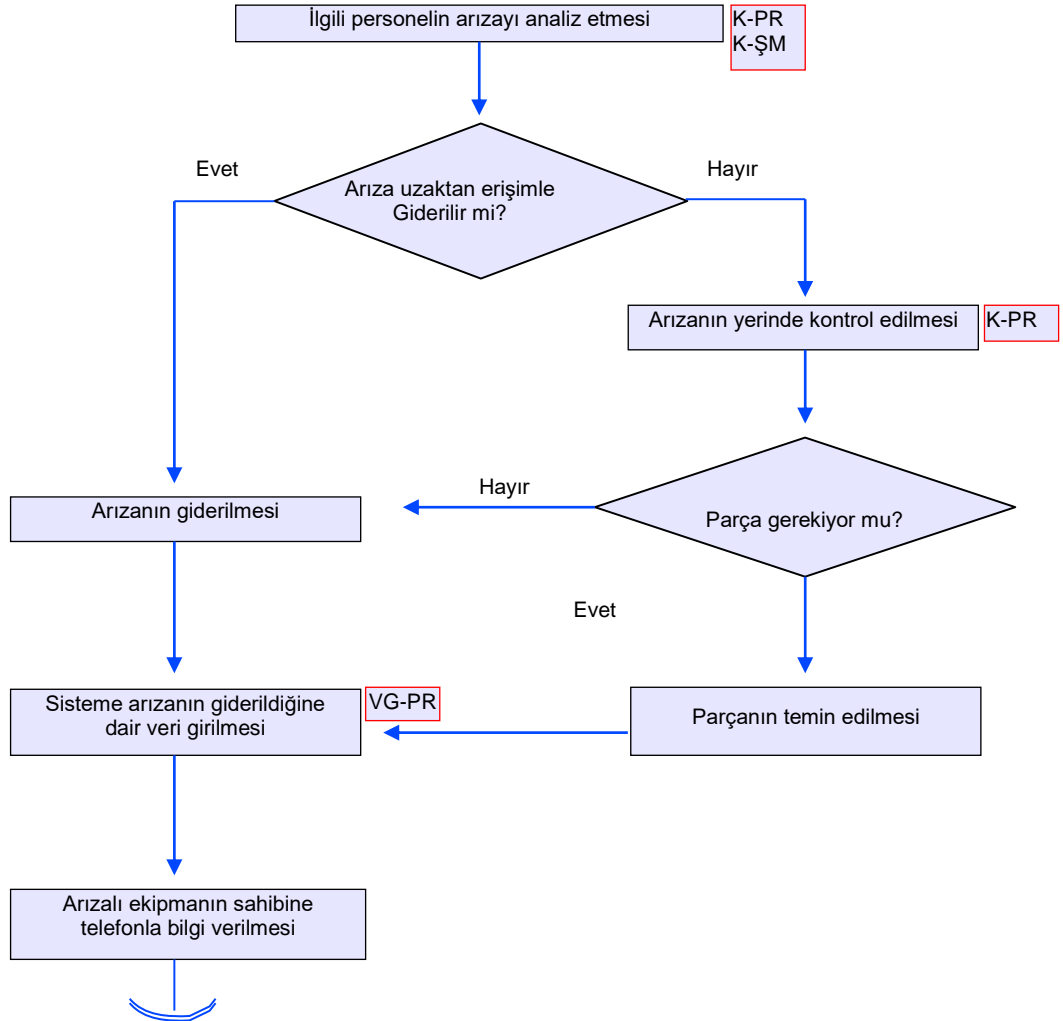 İlgili personelin arızayı analiz etmesi
K-PR
K-ŞM
Evet
Hayır
Arıza uzaktan erişimle
Giderilir mi?
Arızanın yerinde kontrol edilmesi
K-PR
Hayır
Arızanın giderilmesi
Parça gerekiyor mu?
Evet
Sisteme arızanın giderildiğine
dair veri girilmesi
VG-PR
Parçanın temin edilmesi
Arızalı ekipmanın sahibine
telefonla bilgi verilmesi